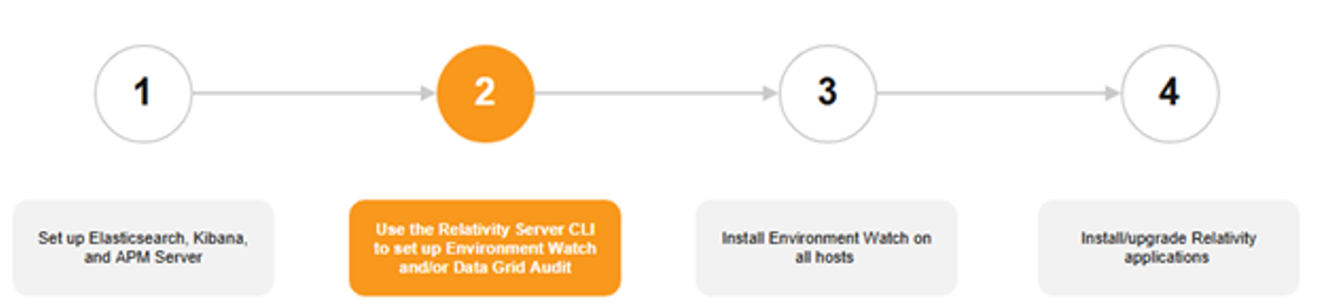 1
2
3
4
Set up Elasticsearch, Kibana,
and APM Server
Use the Relativity Server CLI
to set up Environment Watch
and/or Data Grid Audit
Install Environment Watch on
all hosts
Install/upgrade Relativity
applications